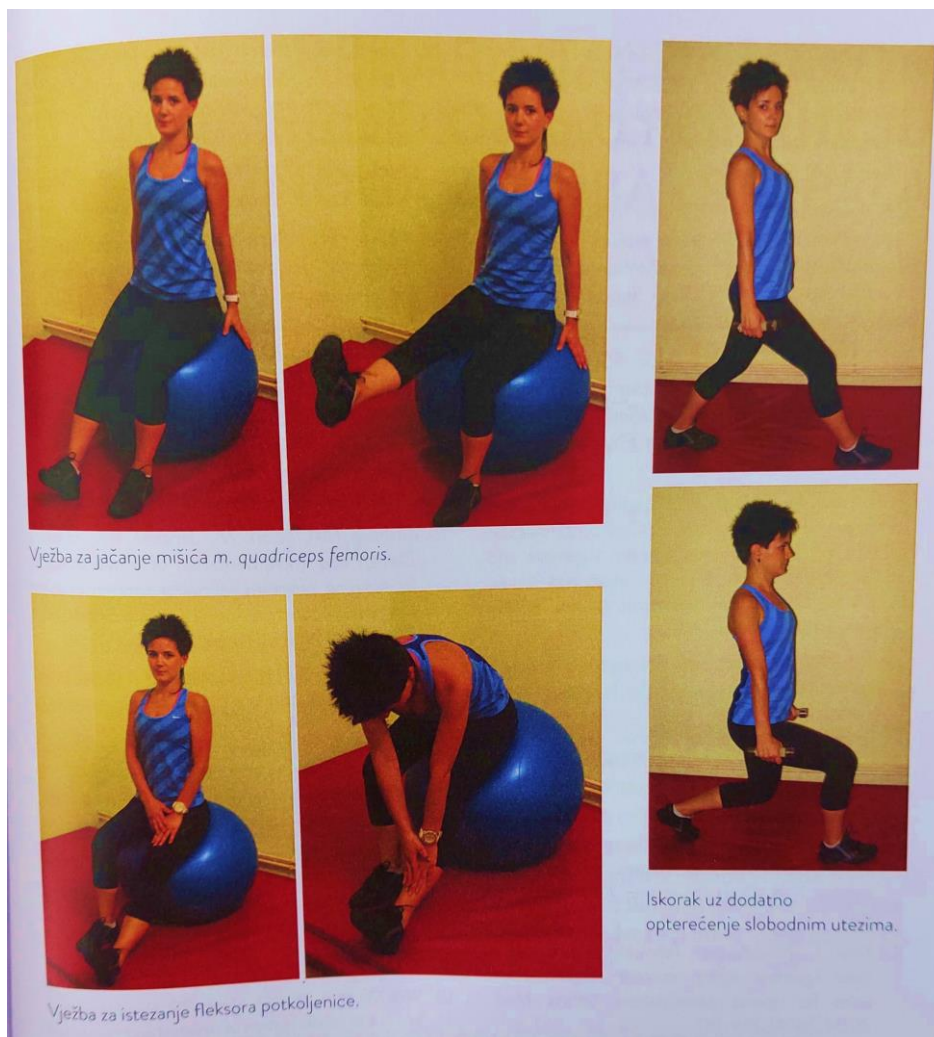 Vježba za jačanje mišića m. quadriceps femoris.
Vježba za istezanje fleksora potkoljenice.
Iskorak uz dodatno
opterećenje slobodnim utezima.